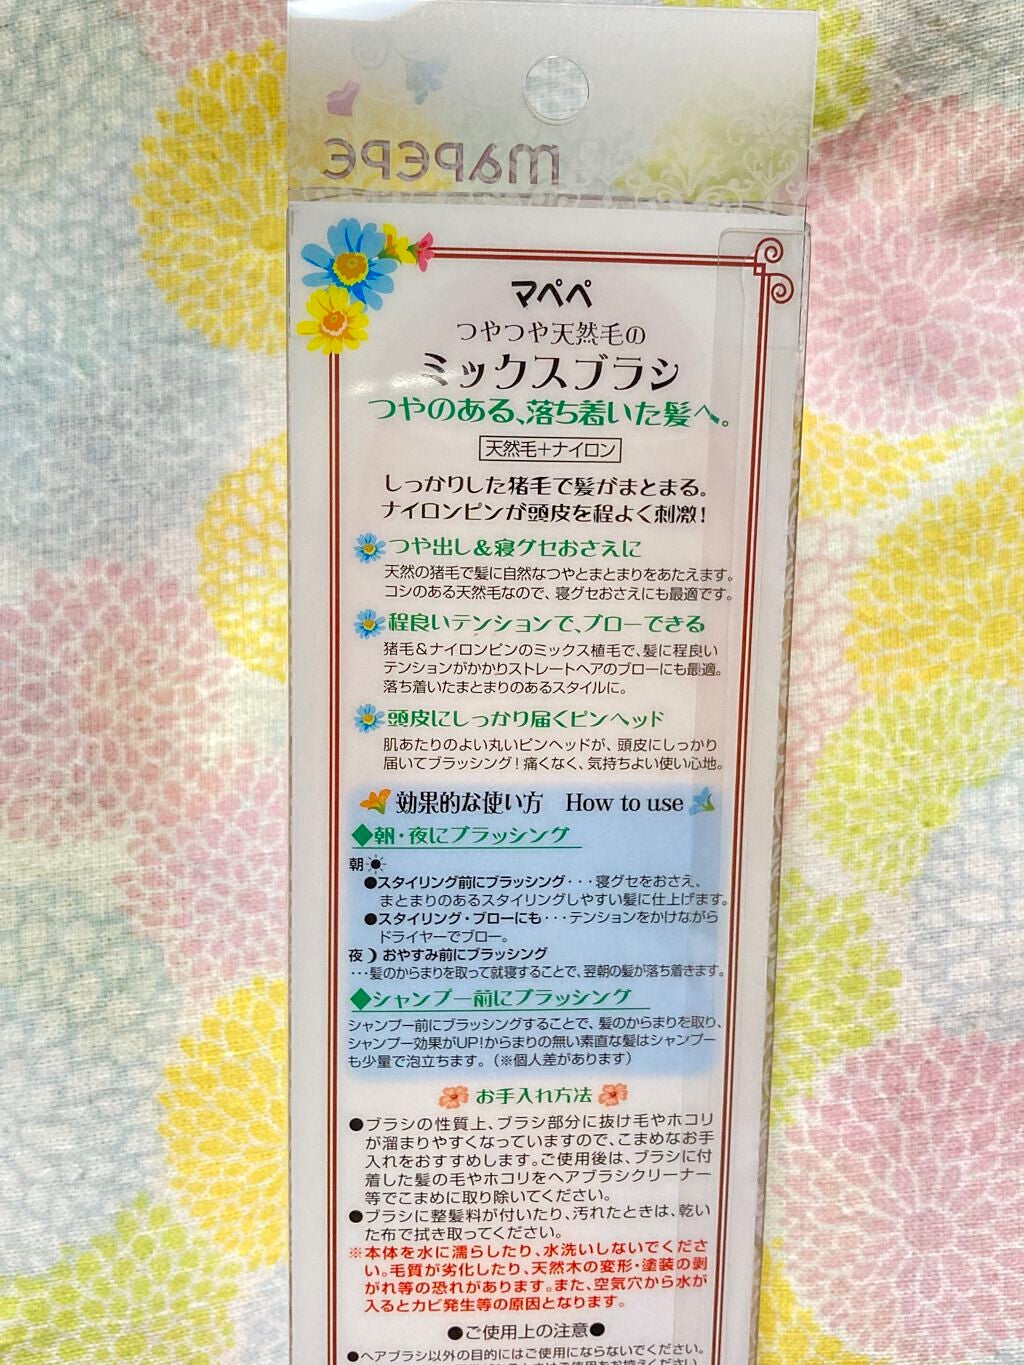 mapepe
マペペ
つやつや天然毛の
ミックスブラシ
つやのある、落ち着いた髪へ。
天然毛+ナイロン
しっかりした猪毛で髪がまとまる。
ナイロンピンが頭皮を程よく刺激!
つや出し&寝グセおさえに
天然の猪毛で髪に自然なつやとまとまりをあたえます。
コシのある天然毛なので、寝グセおさえにも最適です。
程良いテンションで、ブローできる
猪毛&ナイロンピンのミックス植毛で、髪に程良い
テンションがかかりストレートヘアのブローにも最適。
落ち着いたまとまりのあるスタイルに。
頭皮にしっかり届くピンヘッド
肌あたりのよい丸いピンヘッドが、頭皮にしっかり
届いてブラッシング!痛くなく、気持ちよい使い心地。
効果的な使い方 How to use
◆朝・夜にブラッシング
朝
●スタイリング前にブラッシング・・・寝グセをおさえ、
まとまりのあるスタイリングしやすい髪に仕上げます。
●スタイリング・ブローにも・・・テンションをかけながら
ドライヤーでブロー。
夜 おやすみ前にブラッシング
・・・髪のからまりを取って就寝することで、翌朝の髪が落ち着きます。
◆シャンプー前にブラッシング
シャンプー前にブラッシングすることで、髪のからまりを取り、
シャンプー効果がUP!からまりの無い素直な髪はシャンプー
も少量で泡立ちます。(※個人差があります)
お手入れ方法
●ブラシの性質上、ブラシ部分に抜け毛やホコリ
が溜まりやすくなっていますので、こまめなお手
入れをおすすめします。ご使用後は、ブラシに付
着した髪の毛やホコリをヘアブラシクリーナー
等でこまめに取り除いてください。
●ブラシに整髪料が付いたり、汚れたときは、乾い
た布で拭き取ってください。
※本体を水に濡らしたり、水洗いしないでくださ
い。毛質が劣化したり、天然木の変形・塗装の剥
がれ等の恐れがあります。また、空気穴から水が
入るとカビ発生等の原因となります。
●ご使用上の注意●
●ヘアブラシ以外の目的にはご使用にならないでください。